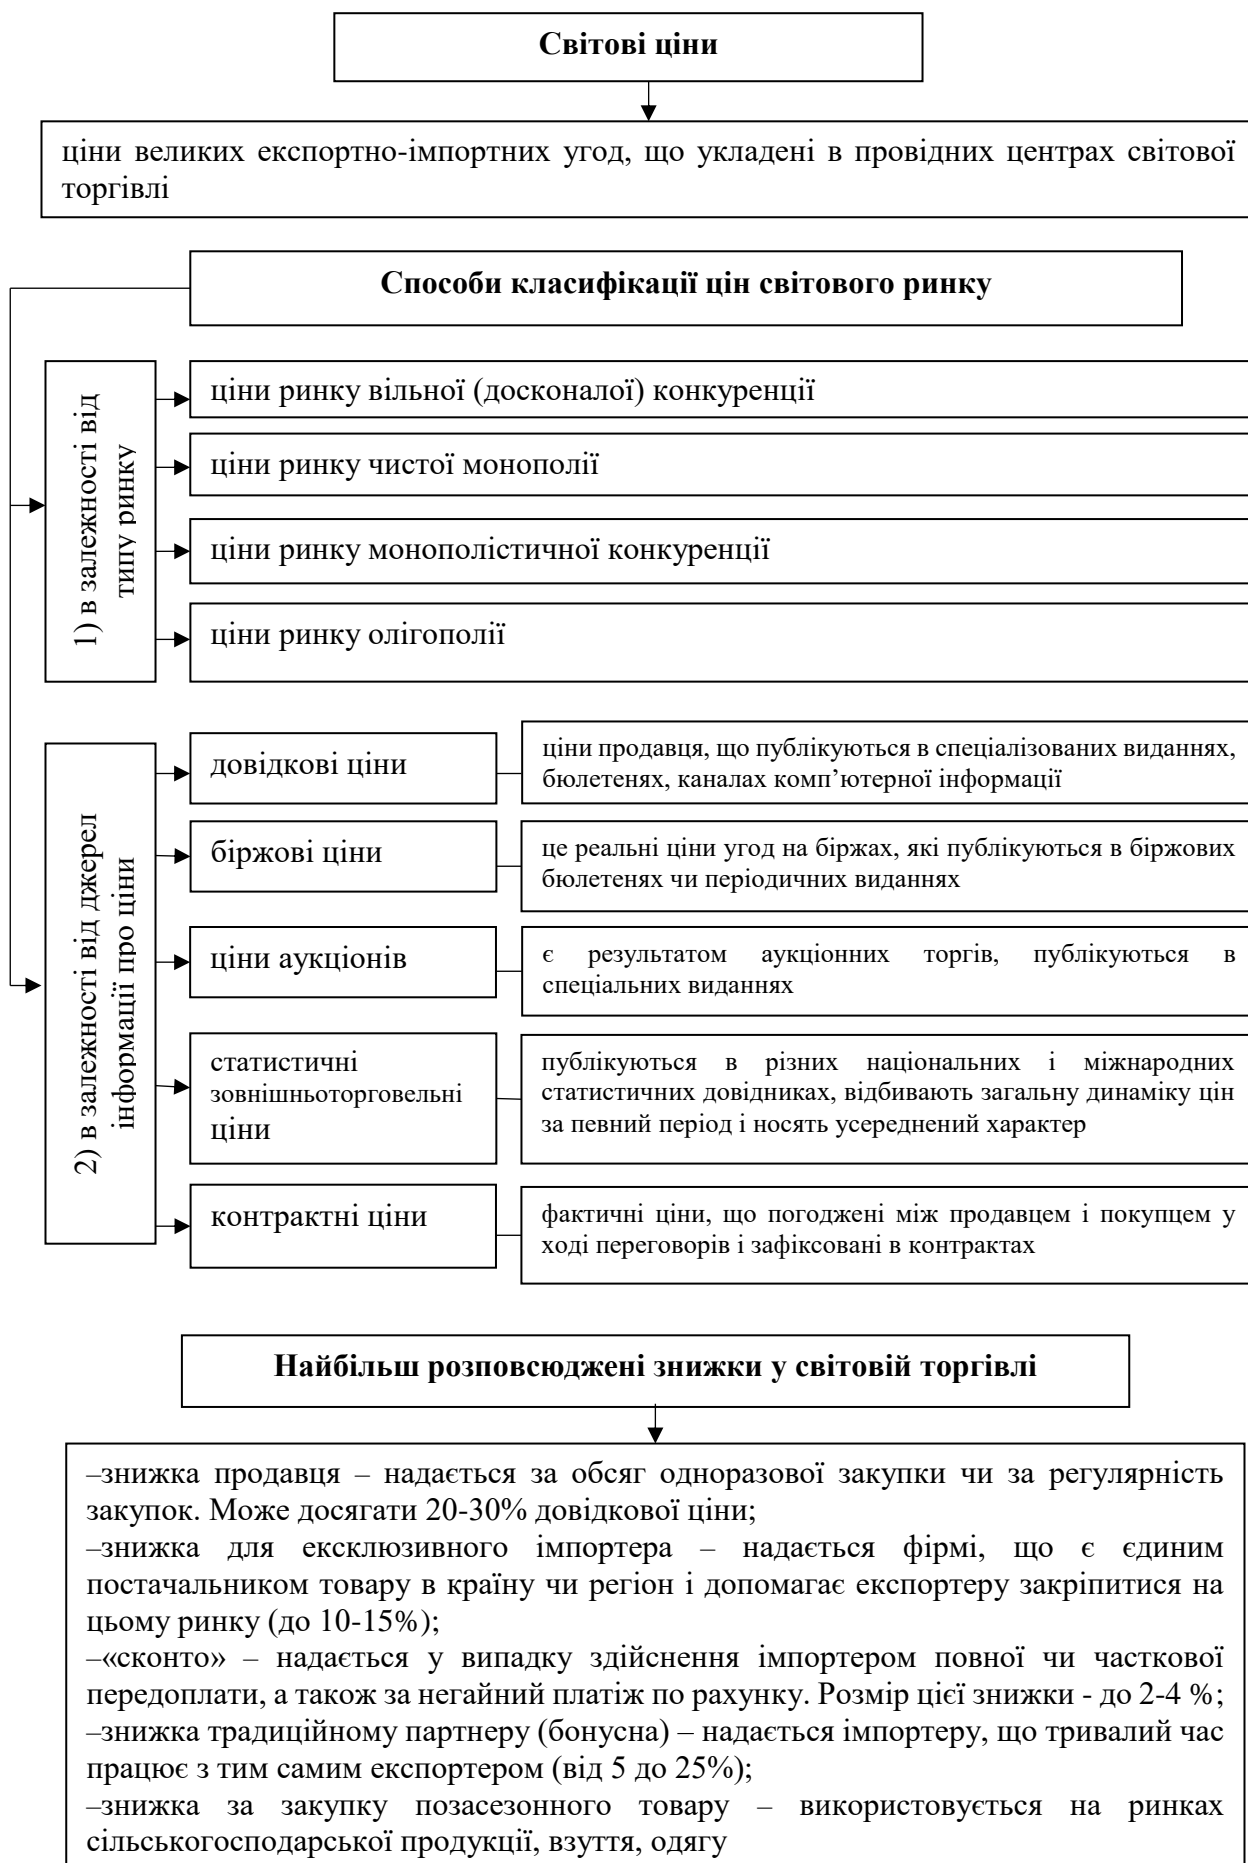 Світові ціни
ціни великих експортно-імпортних угод, що укладені в провідних центрах світової
торгівлі
Способи класифікації цін світового ринку
1) в залежності від
типу ринку
ціни ринку вільної (досконалої) конкуренції
ціни ринку чистої монополії
ціни ринку монополістичної конкуренції
ціни ринку олігополії
2) в залежності від джерел
інформації про ціни
довідкові ціни
ціни продавця, що публікуються в спеціалізованих виданнях,
бюлетенях, каналах комп’ютерної інформації
біржові ціни
це реальні ціни угод на біржах, які публікуються в біржових
бюлетенях чи періодичних виданнях
ціни аукціонів
є результатом аукціонних торгів, публікуються в
спеціальних виданнях
статистичні
зовнішньоторговельні
ціни
публікуються в різних національних і міжнародних
статистичних довідниках, відбивають загальну динаміку цін
за певний період і носять усереднений характер
контрактні ціни
фактичні ціни, що погоджені між продавцем і покупцем у
ході переговорів і зафіксовані в контрактах
Найбільш розповсюджені знижки у світовій торгівлі
–знижка продавця – надається за обсяг одноразової закупки чи за регулярність
закупок. Може досягати 20-30% довідкової ціни;
–знижка для ексклюзивного імпортера – надається фірмі, що є єдиним
постачальником товару в країну чи регіон і допомагає експортеру закріпитися на
цьому ринку (до 10-15%);
–«сконто» – надається у випадку здійснення імпортером повної чи часткової
передоплати, а також за негайний платіж по рахунку. Розмір цієї знижки - до 2-4 %;
–знижка традиційному партнеру (бонусна) – надається імпортеру, що тривалий час
працює з тим самим експортером (від 5 до 25%);
–знижка за закупку позасезонного товару – використовується на ринках
сільськогосподарської продукції, взуття, одягу